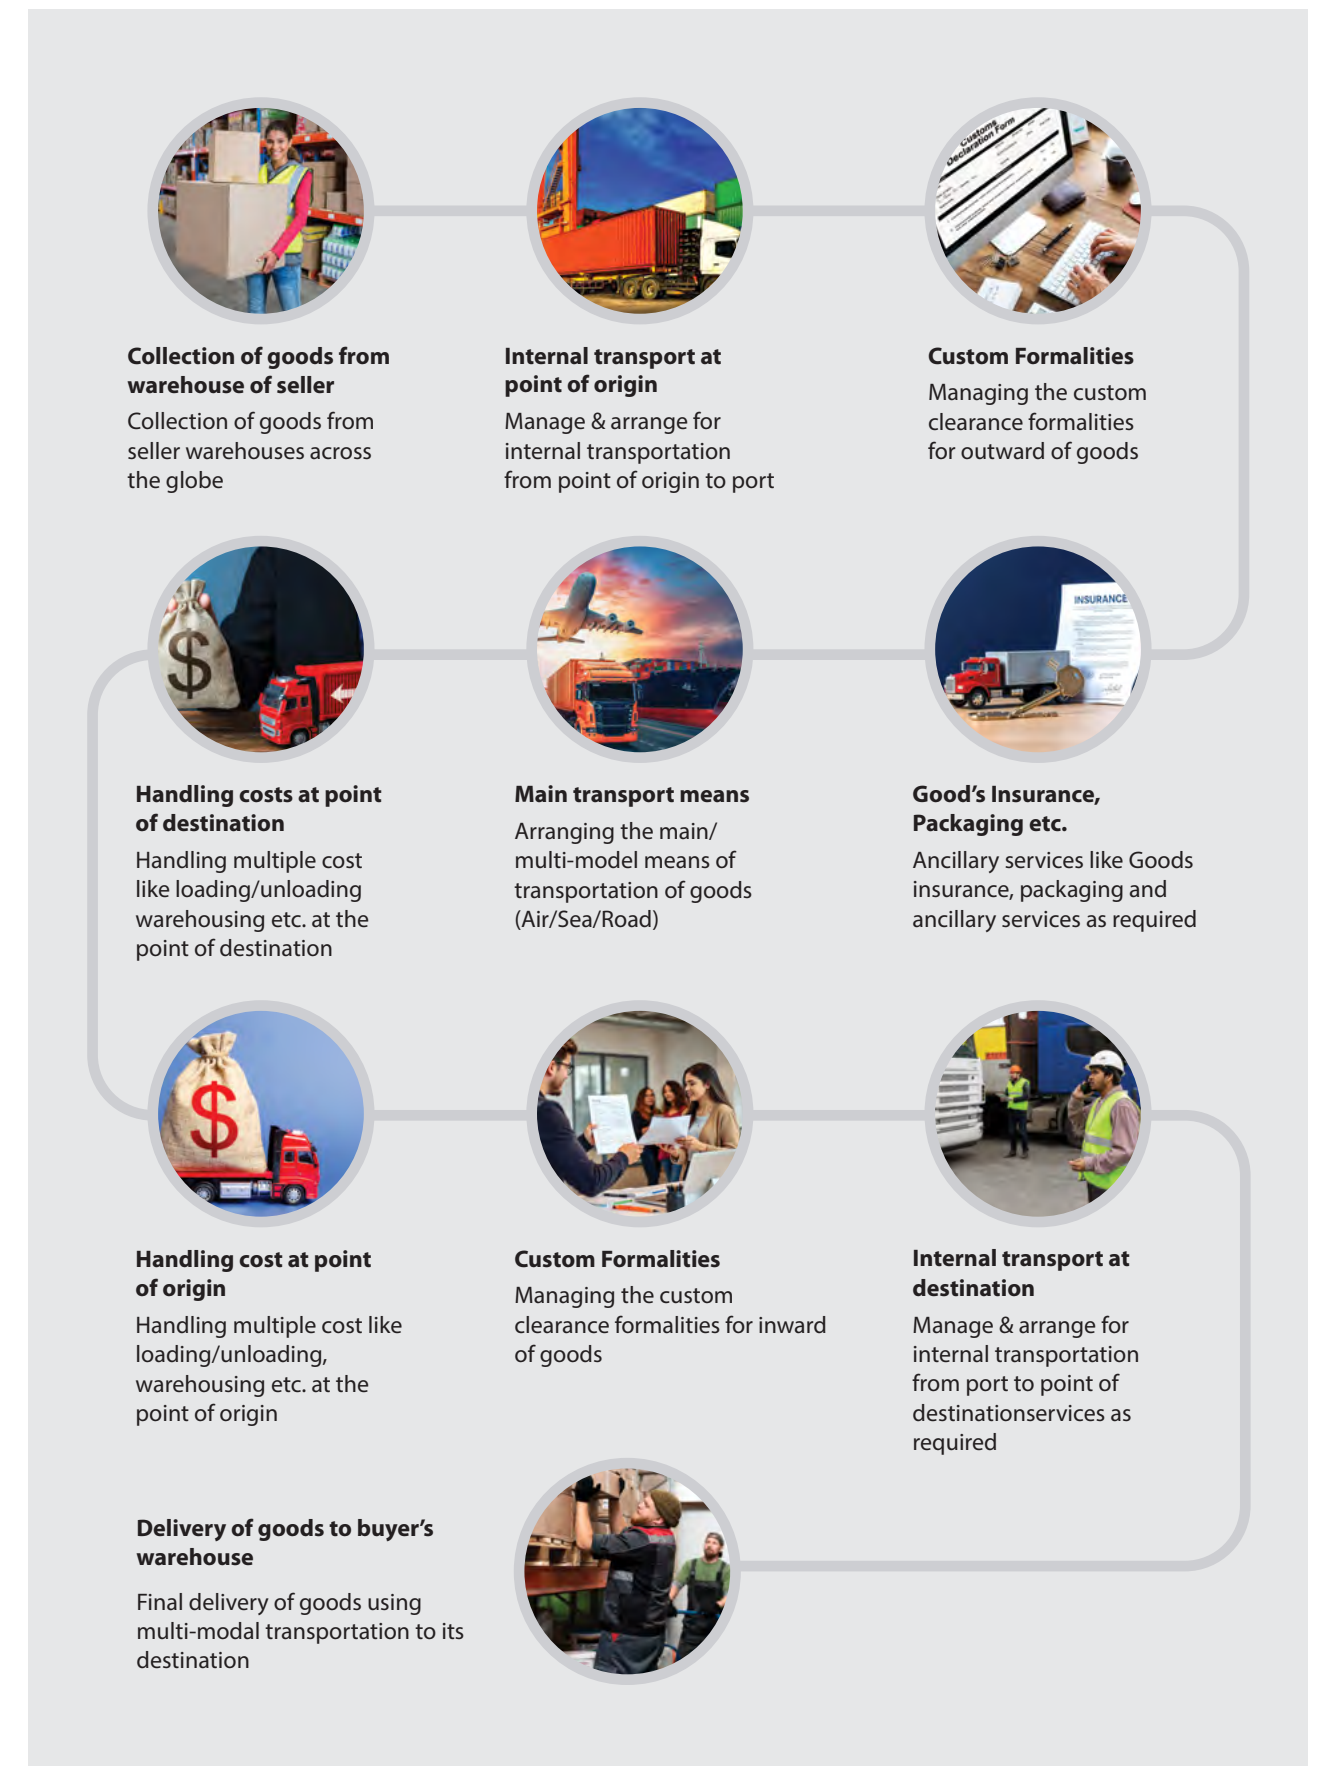 Customs
Declaration Form
Collection of goods from
warehouse of seller
Collection of goods from
seller warehouses across
the globe
Internal transport at
point of origin
Manage & arrange for
internal transportation
from point of origin to port
Custom Formalities
Managing the custom
clearance formalities
for outward of goods
$
INSURANCE
Handling costs at point
of destination
Handling multiple cost
like loading/unloading
warehousing etc. at the
point of destination
Main transport means
Arranging the main/
multi-model means of
transportation of goods
(Air/Sea/Road)
Good’s Insurance,
Packaging etc.
Ancillary services like Goods
insurance, packaging and
ancillary services as required
$
Handling cost at point
of origin
Handling multiple cost like
loading/unloading,
warehousing etc. at the
point of origin
Custom Formalities
Managing the custom
clearance formalities for inward
of goods
Internal transport at
destination
Manage & arrange for
internal transportation
from port to point of
destinationservices as
required
Delivery of goods to buyer’s
warehouse
Final delivery of goods using
multi-modal transportation to its
destination